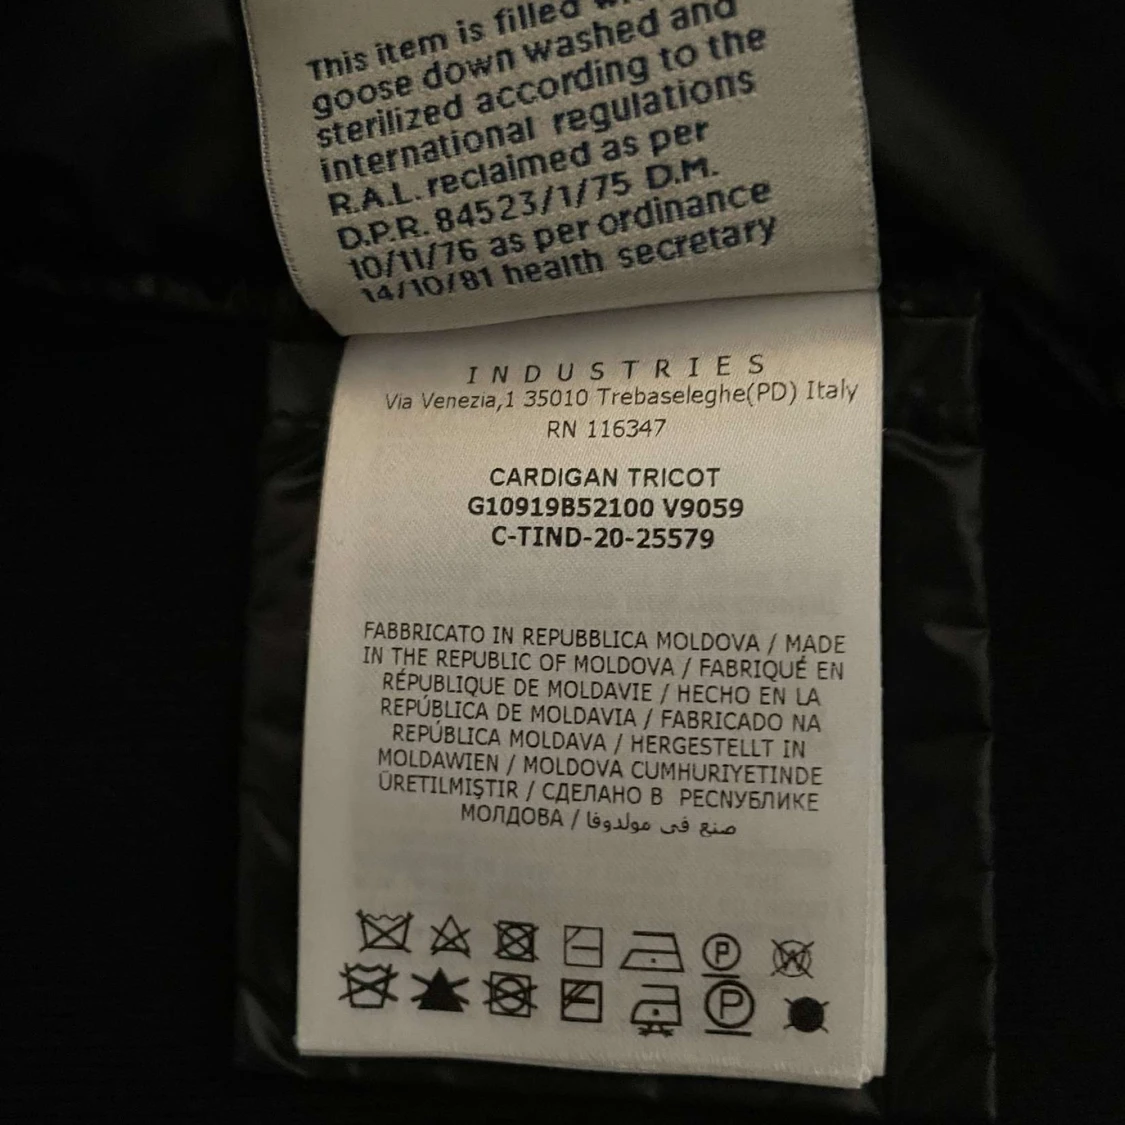 This item is filled
goose down washed and
sterilized according to the
international regulations
R.A.L. reclaimed as per
D.P.R. 84523/1/75 D.M.
10/11/76 as per ordinance
14/10/81 health secretary
INDUSTRIES
Via Venezia,1 35010 Trebaseleghe(PD) Italy
RN 116347
CARDIGAN TRICOT
G10919B52100 V9059
C-TIND-20-25579
FABBRICATO IN REPUBBLICA MOLDOVA / MADE
IN THE REPUBLIC OF MOLDOVA / FABRIQUÉ EN
RÉPUBLIQUE DE MOLDAVIE / HECHO EN LA
REPÚBLICA DE MOLDAVIA / FABRICADO NA
REPÚBLICA MOLDAVA / HERGESTELLT IN
MOLDAWIEN / MOLDOVA CUMHURIYETINDE
ÜRETILMIŞTIR / СДЕЛАНО В РЕСПУБЛИКЕ
МОЛДОВА / صنع في مولدوفا
P W
P